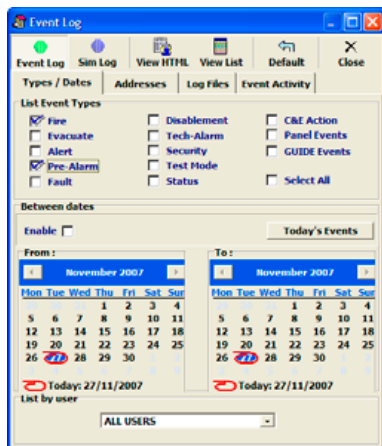 Event Log
Event Log Sim Log View HTML View List Default Close
Types / Dates Addresses Log Files Event Activity
List Event Types
Fire Disablement C&E Action
Evacuate Tech-Alarm Panel Events
Alert Security GUIDE Events
Pre-Alarm Test Mode
Fault Status Select All
Between dates
Enable Today's Events
From: To:
November 2007 November 2007
Mon Tue Wed Thu Fri Sat Sun Mon Tue Wed Thu Fri Sat Sun
1 2 3 4 1 2 3 4
5 6 7 8 9 10 11 5 6 7 8 9 10 11
12 13 14 15 16 17 18 12 13 14 15 16 17 18
19 20 21 22 23 24 25 19 20 21 22 23 24 25
26 27 28 29 30 26 27 28 29 30
Today: 27/11/2007 Today: 27/11/2007
List by user
ALL USERS